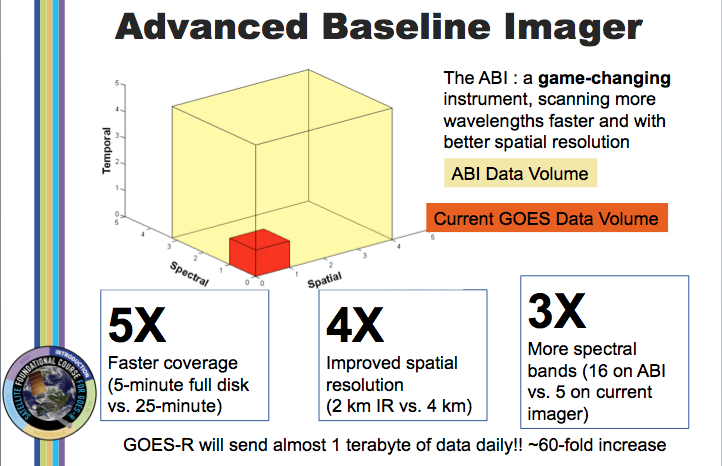 Advanced Baseline Imager
The ABI : a game-changing
instrument, scanning more
wavelengths faster and with
better spatial resolution
ABI Data Volume
Current GOES Data Volume
Temporal
5
4
3
2
1
0
5
4
3
2
1
0
Spectral
0
1
2
3
4
5
Spatial
5X
Faster coverage
(5-minute full disk
vs. 25-minute)
4X
Improved spatial
resolution
(2 km IR vs. 4 km)
3X
More spectral
bands (16 on ABI
vs. 5 on current
imager)
INTRODUCTION
SATELLITE FOUNDATIONAL COURSE FOR GOES-R
GOES-R will send almost 1 terabyte of data daily!! ~60-fold increase